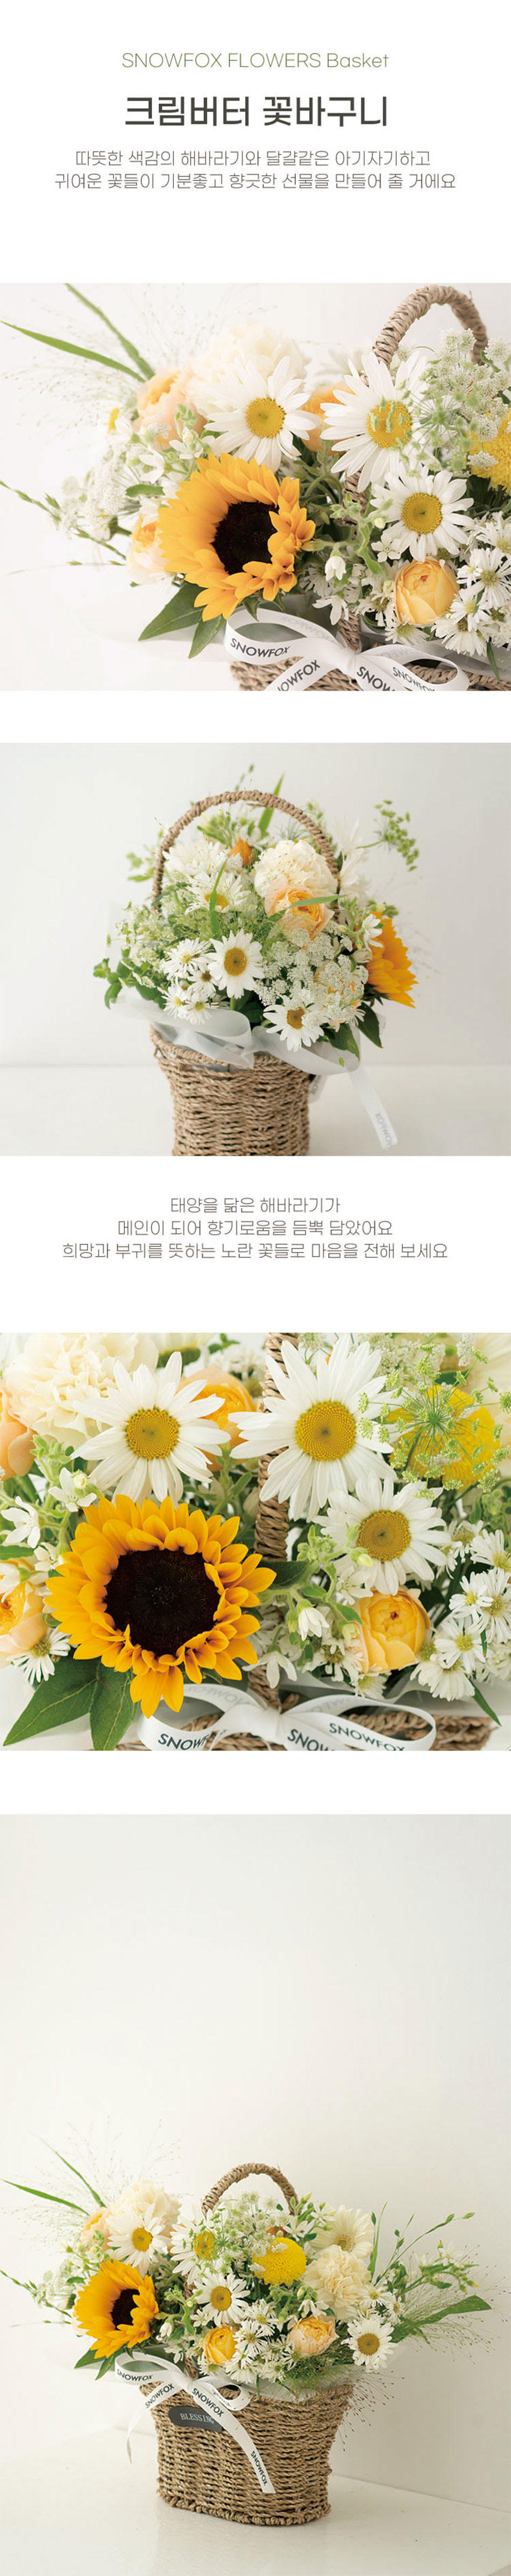 SNOWFOX FLOWERS Basket
크림버터 꽃바구니
따뜻한 색감의 해바라기와 달걀같은 아기자기하고
귀여운 꽃들이 기분좋고 향긋한 선물을 만들어 줄 거에요
SNOWFOX
SNOWFOX
태양을 닮은 해바라기가
메인이 되어 향기로움을 듬뿍 담았어요
희망과 부귀를 뜻하는 노란 꽃들로 마음을 전해 보세요
SNOWFOX
SNOWFOX
SNOWFOX
SNOWFOX
SNOWFOX
BLESSING
SNOWFOX